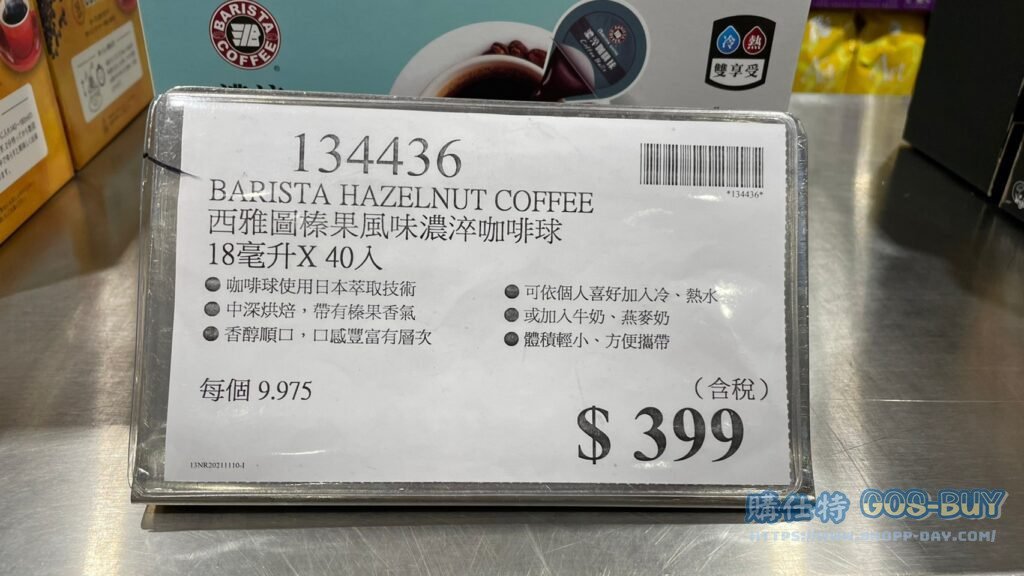 BARISTA
COFFEE
冷 熱
雙享受
134436
*134436*
BARISTA HAZELNUT COFFEE
西雅圖榛果風味濃淬咖啡球
18毫升X 40入
咖啡球使用日本萃取技術
中深烘焙，帶有榛果香氣
香醇順口，口感豐富有層次
可依個人喜好加入冷、熱水
或加入牛奶、燕麥奶
體積輕小、方便攜帶
每個 9.975
（含稅）
$ 399
13NR20211110-J
購仕特 GOS-BUY